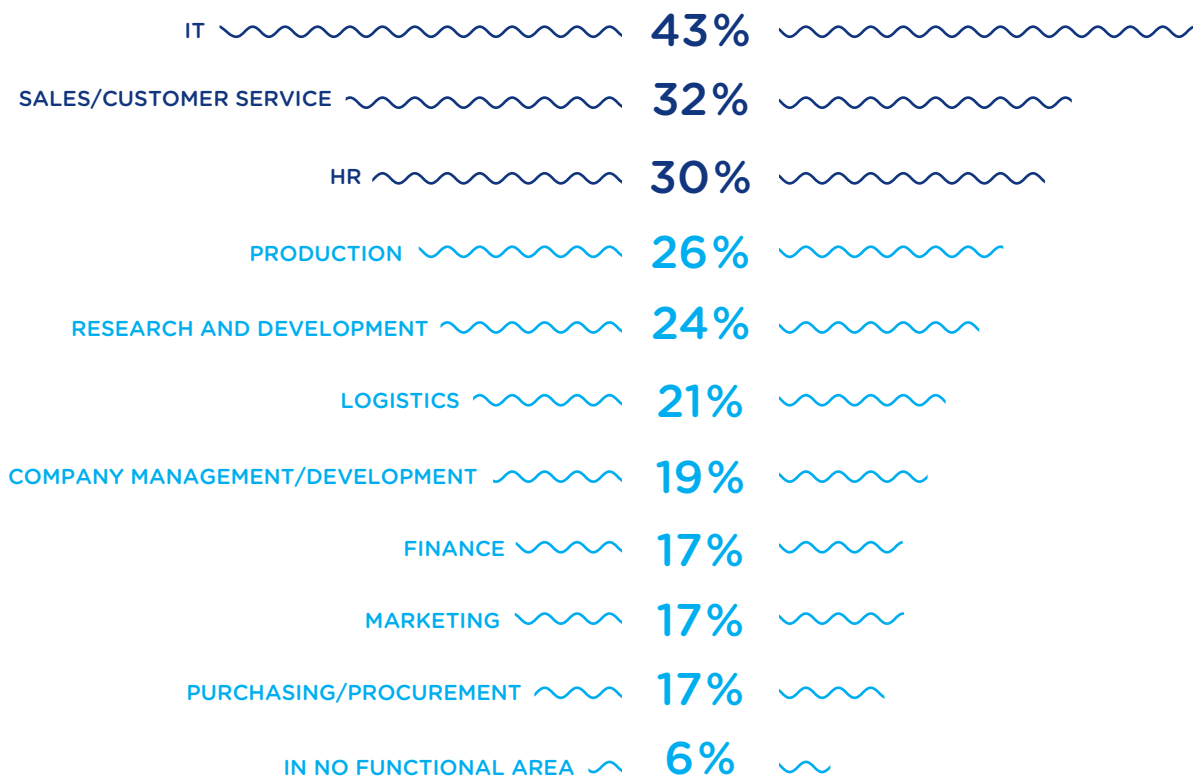 IT 43%
SALES/CUSTOMER SERVICE 32%
HR 30%
PRODUCTION 26%
RESEARCH AND DEVELOPMENT 24%
LOGISTICS 21%
COMPANY MANAGEMENT/DEVELOPMENT 19%
FINANCE 17%
MARKETING 17%
PURCHASING/PROCUREMENT 17%
IN NO FUNCTIONAL AREA 6%